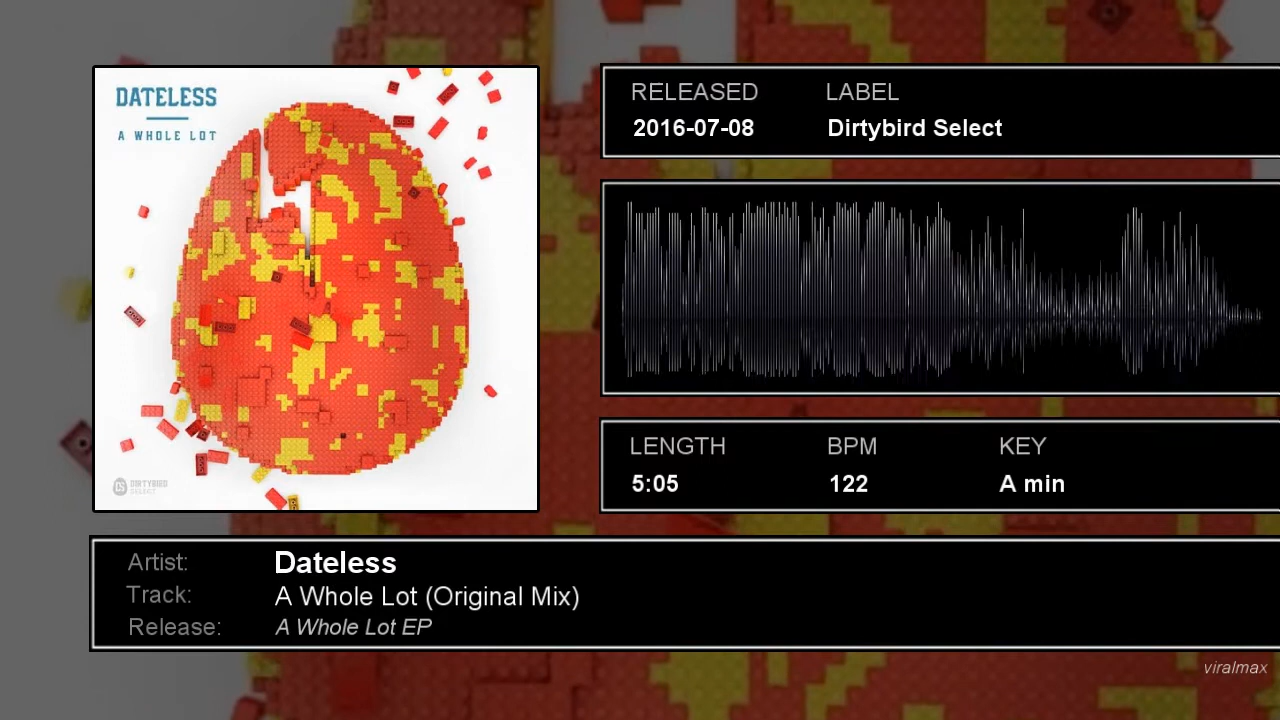 DATELESS
A WHOLE LOT
DIRTYBIRD
SELECT
RELEASED LABEL
2016-07-08 Dirtybird Select
LENGTH BPM KEY
5:05 122 A min
Artist: Dateless
Track: A Whole Lot (Original Mix)
Release: A Whole Lot EP
viralmax